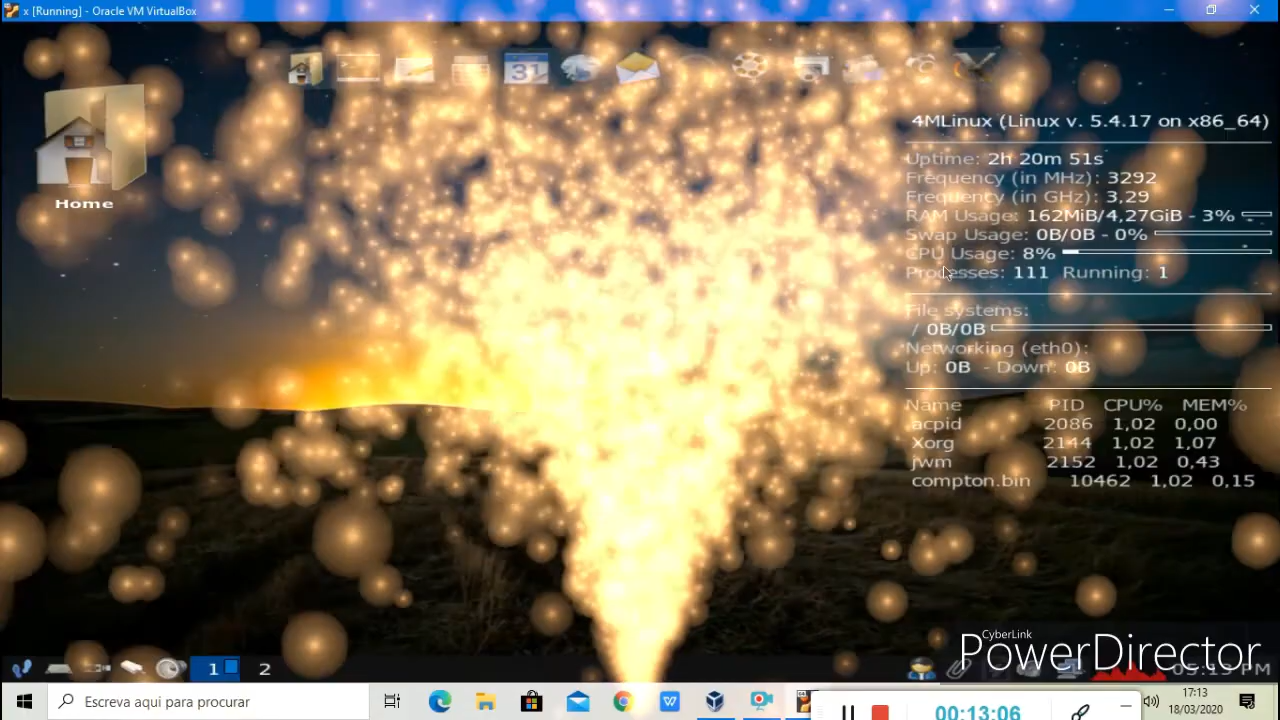 x [Running] - Oracle VM VirtualBox
31
Home
4MLinux (Linux v. 5.4.17 on x86_64)
Uptime: 2h 20m 51s
Frequency (in MHz): 3292
Frequency (in GHz): 3,29
RAM Usage: 162MiB/4,27GiB - 3%
Swap Usage: 0B/0B - 0%
CPU Usage: 8%
Processes: 111 Running: 1
File systems:
/ 0B/0B
Networking (eth0):
Up: 0B - Down: 0B
Name PID CPU% MEM%
acpid 2086 1,02 0,00
Xorg 2144 1,02 1,07
jwm 2152 1,02 0,43
compton.bin 10462 1,02 0,15
CyberLink
PowerDirector
1 2
05:13 PM
Eseva aqui para procurar
W
00:13:06
17:13
18/03/2020